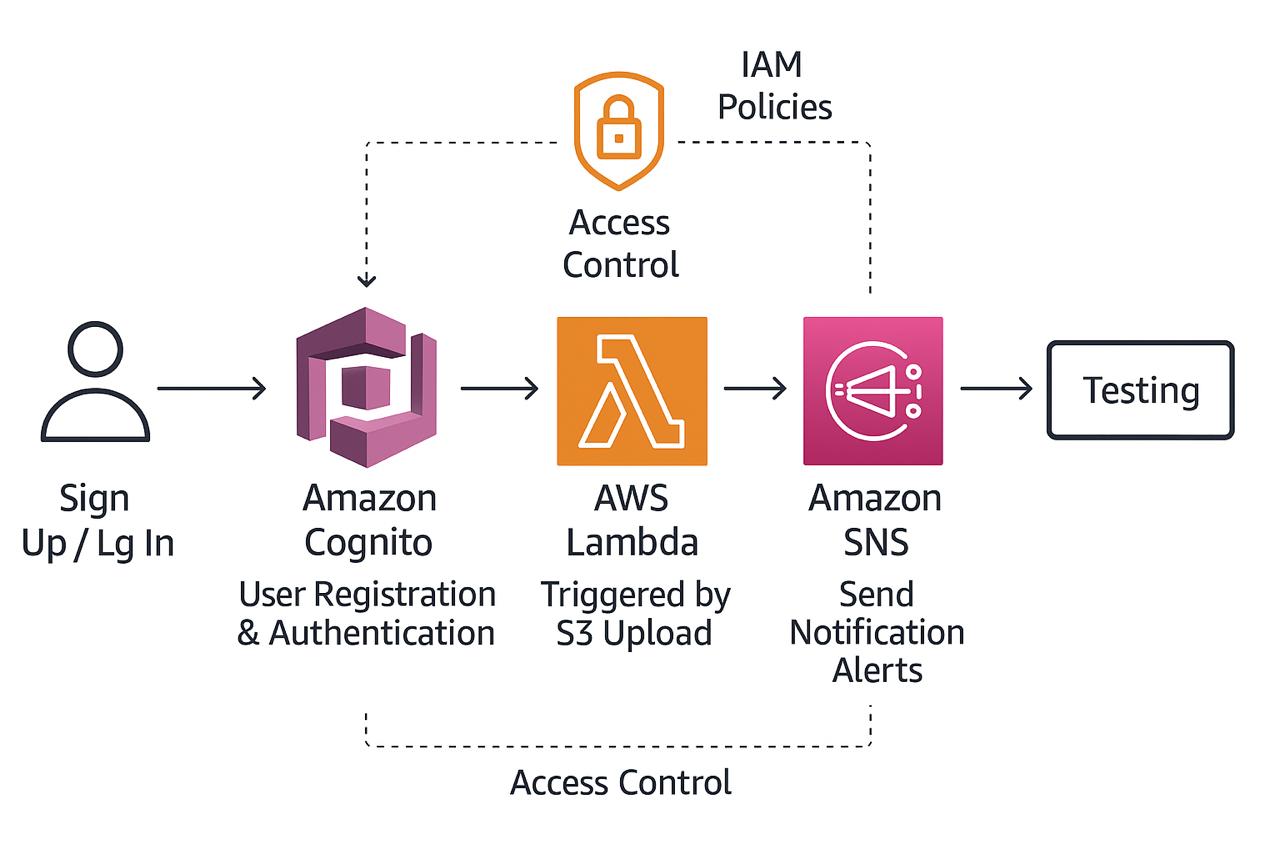 IAM
Policies
Access
Control
Sign
Up / Lg In
Amazon
Cognito
User Registration
& Authentication
AWS
Lambda
Triggered by
S3 Upload
Amazon
SNS
Send
Notification
Alerts
Testing
Access Control